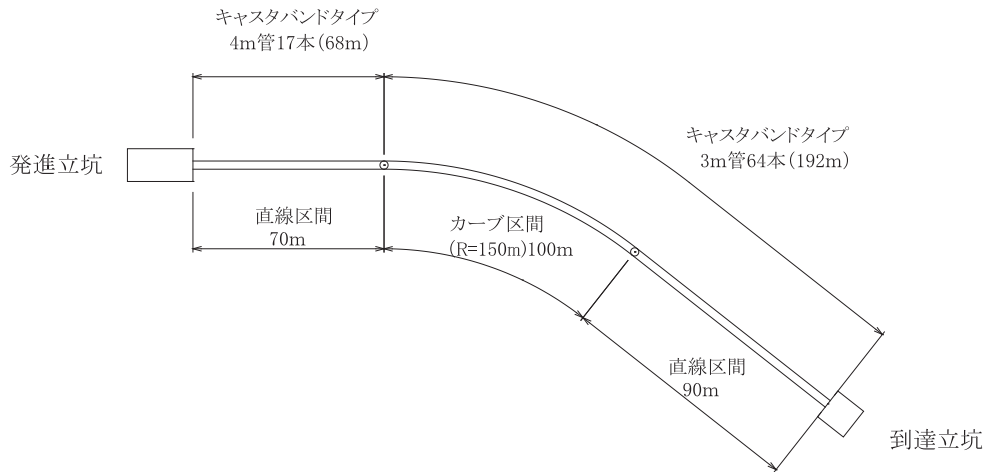 キャスタバンドタイプ
4m管17本(68m)
キャスタバンドタイプ
3m管64本(192m)
発進立坑
直線区間
70m
カーブ区間
(R=150m)100m
直線区間
90m
到達立坑